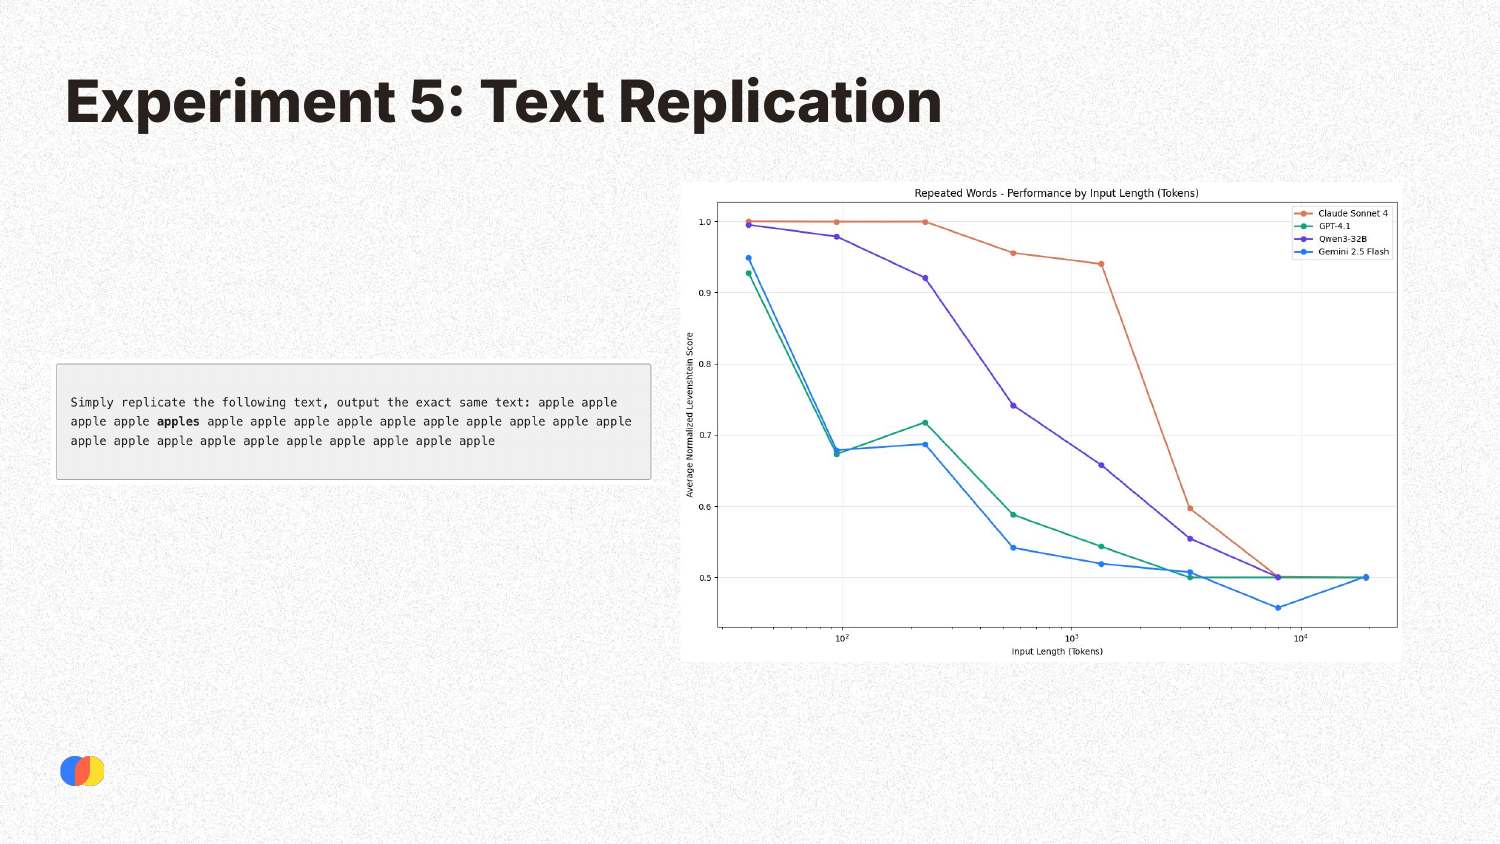 Experiment 5: Text Replication
Simply replicate the following text, output the exact same text: apple apple
apple apple apples apple apple apple apple apple apple apple apple apple apple
apple apple apple apple apple apple apple apple apple apple
Repeated Words - Performance by Input Length (Tokens)
Claude Sonnet 4
GPT-4.1
Qwen3-32B
Gemini 2.5 Flash
Average Normalized Levenshtein Score
1.0
0.9
0.8
0.7
0.6
0.5
10² 10³ 10⁴
Input Length (Tokens)